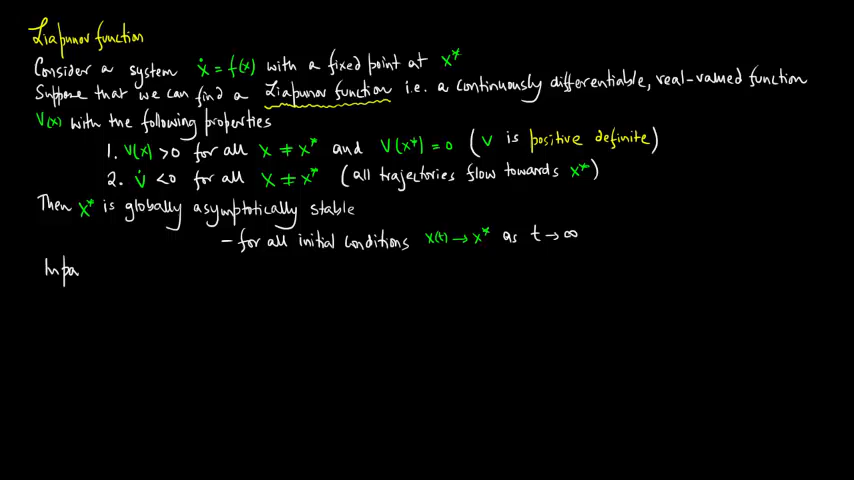 Liapunov function
Consider a system ẋ = f(x) with a fixed point at x*
Suppose that we can find a Liapunov function i.e. a continuously differentiable, real-valued function
V(x) with the following properties
1. V(x) > 0 for all x ≠ x* and V(x*) = 0 (V is positive definite)
2. V̇ < 0 for all x ≠ x* (all trajectories flow towards x*)
Then x* is globally asymptotically stable
- for all initial conditions x(t) → x* as t → ∞
In pa